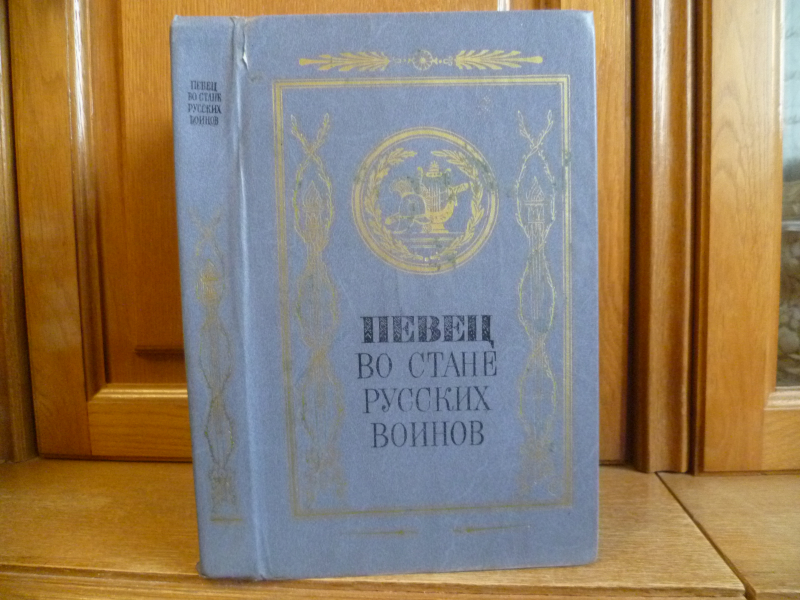 ПЕВЕЦ
ВО СТАНЕ
РУССКИХ
ВОИНОВ
ПЕВЕЦ
ВО СТАНЕ
РУССКИХ
ВОИНОВ